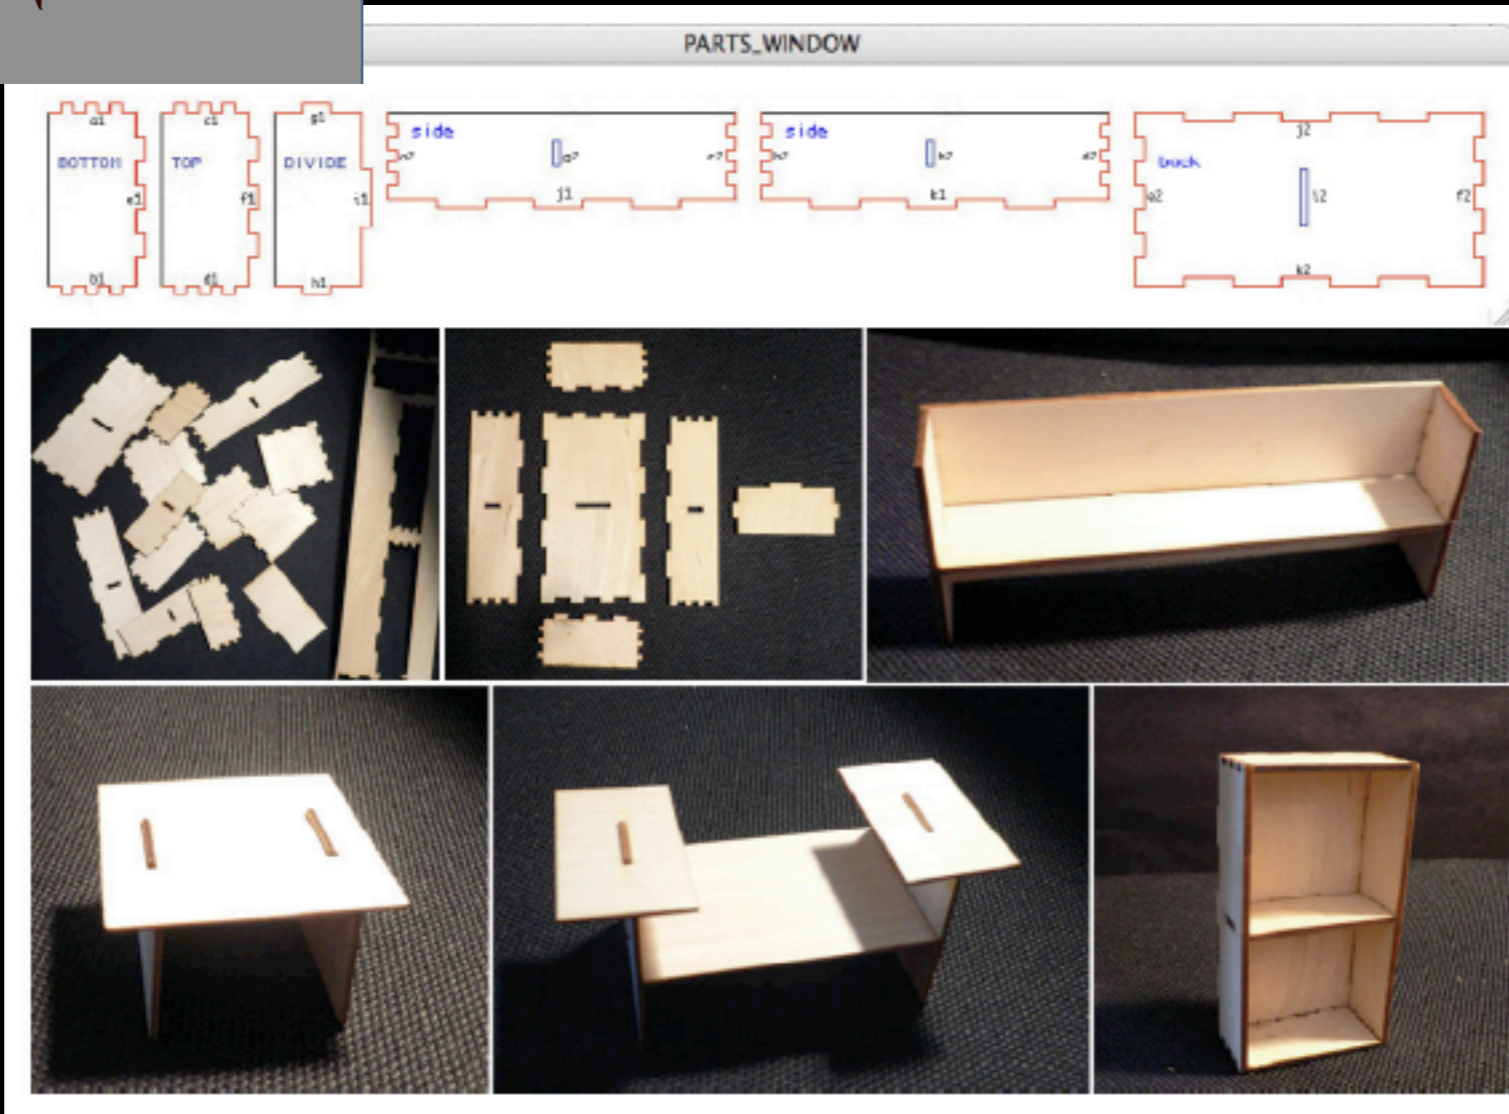 PARTS_WINDOW
a1 c1 g1 j2
side side
BOTTOM TOP DIVIDE back
e1 f1 i1 j1 k1 e2 i2 f2
b1 d1 h1 k2